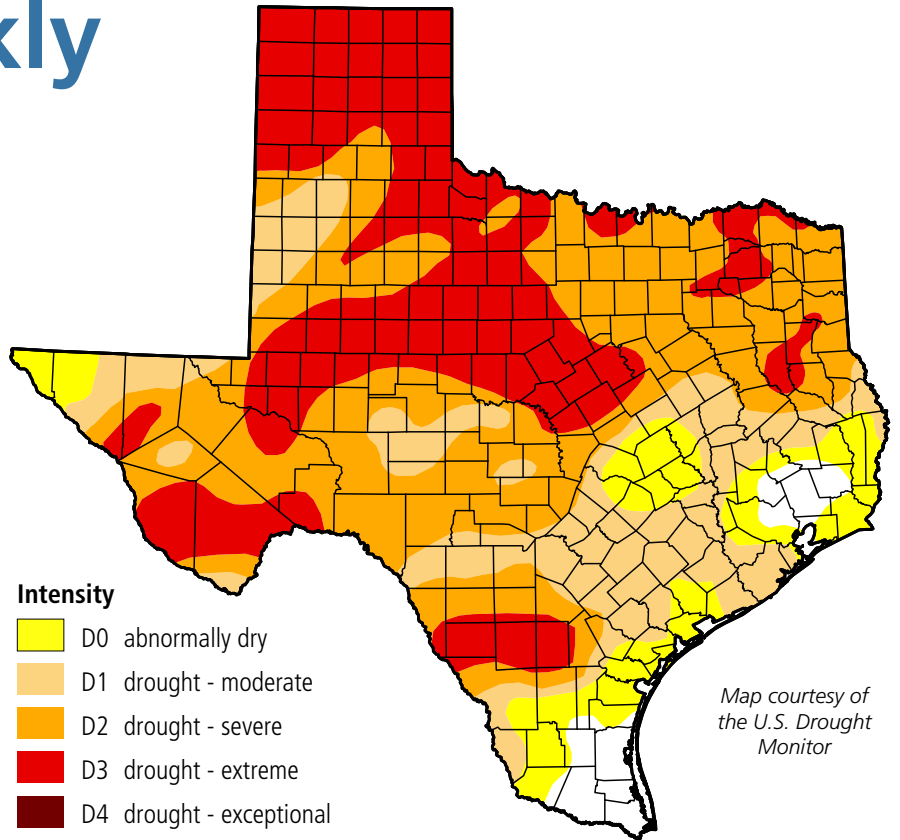 kly
Intensity
D0 abnormally dry
D1 drought - moderate
D2 drought - severe
D3 drought - extreme
D4 drought - exceptional
Map courtesy of
the U.S. Drought
Monitor